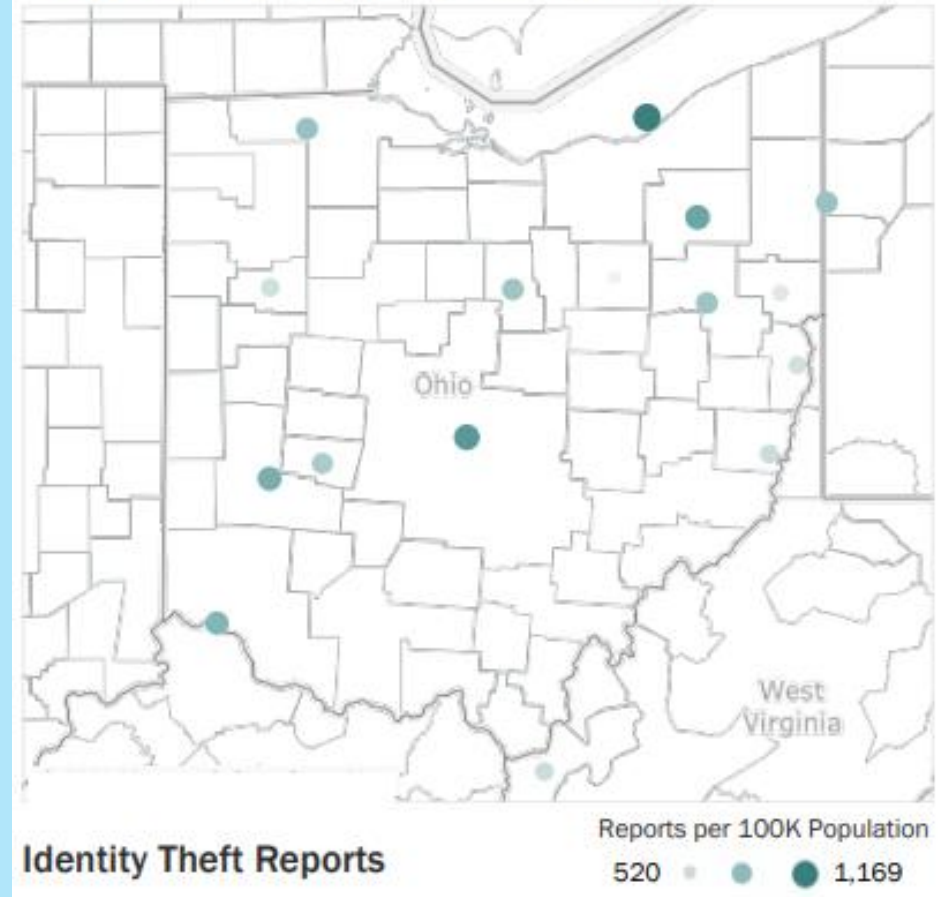 Ohio
West
Virginia
Reports per 100K Population
Identity Theft Reports
520 1,169